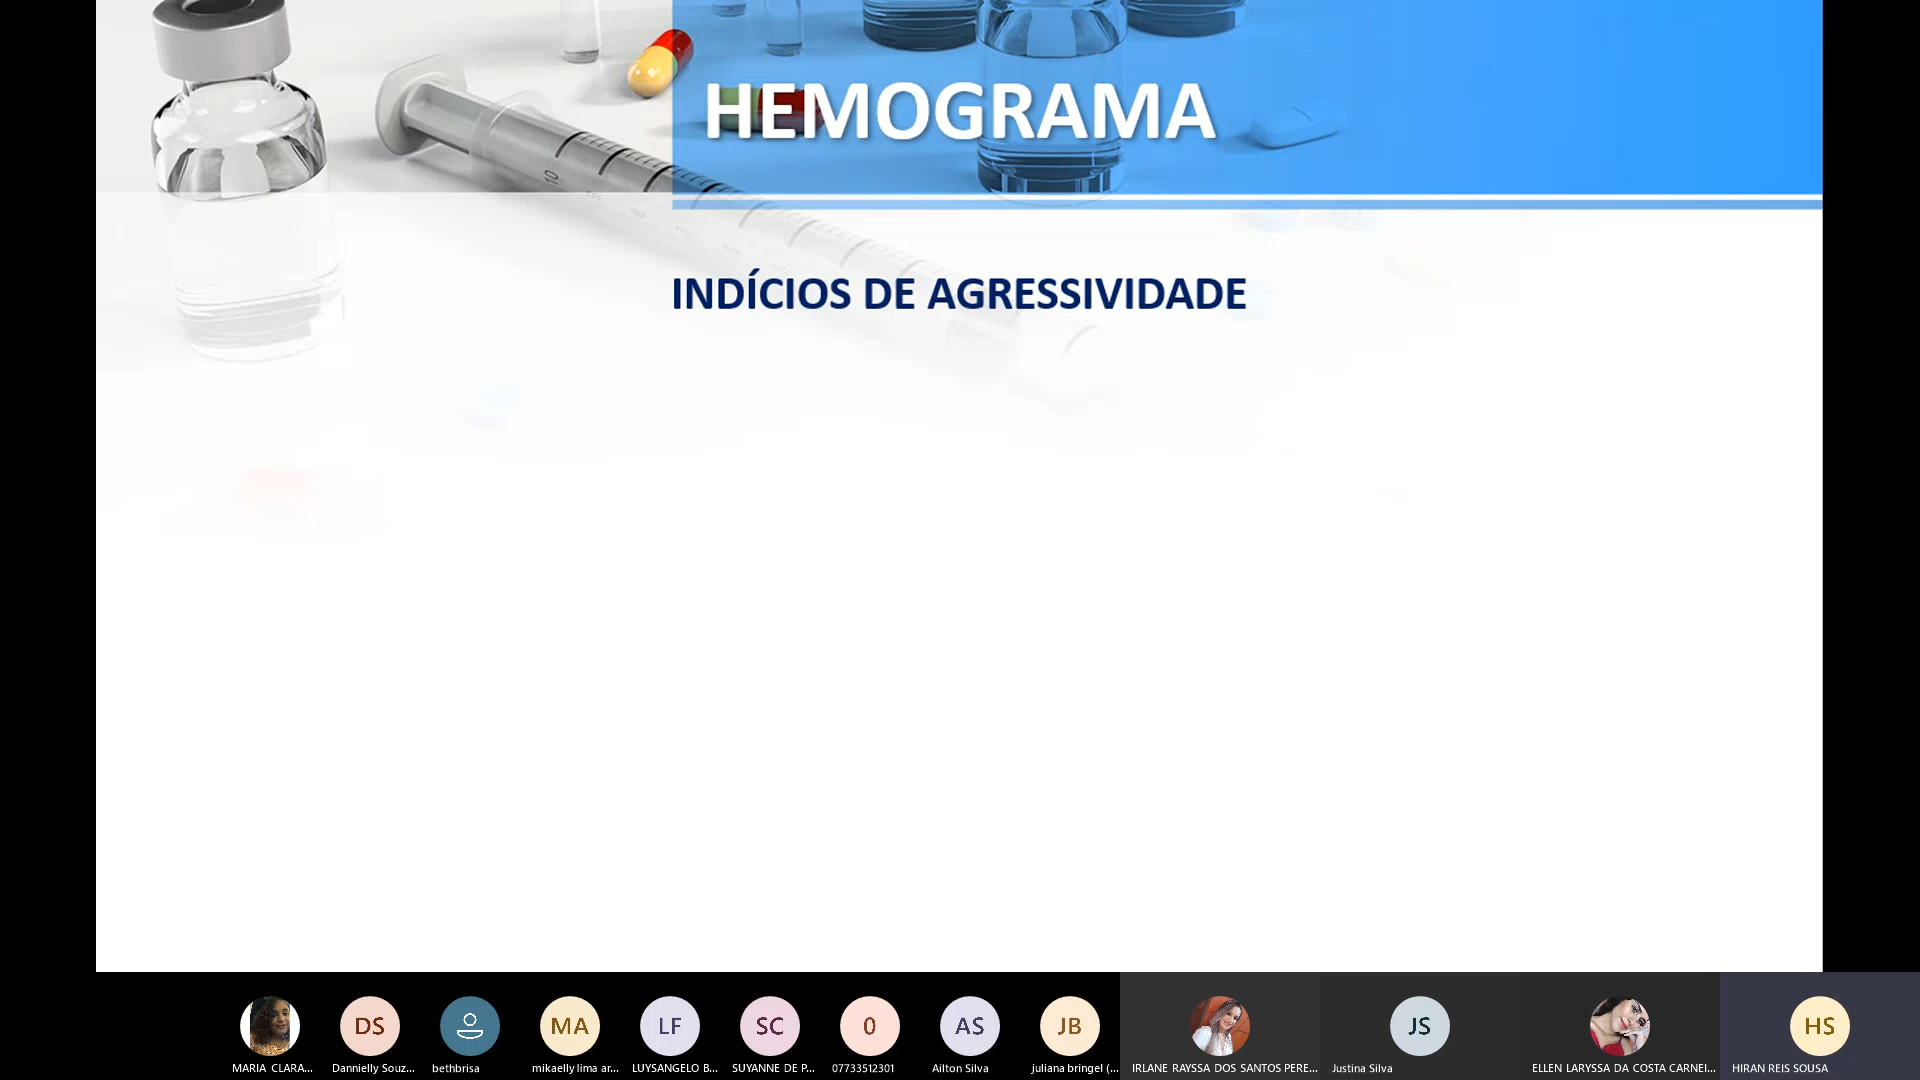 HEMOGRAMA
INDÍCIOS DE AGRESSIVIDADE
10
DS
MA
LF
SC
0
AS
JB
JS
HS
MARIA CLARA...
Dannielly Souz...
bethbrisa
mikaelly lima ar...
LUYSANGELO B...
SUYANNE DE P...
07733512301
Ailton Silva
juliana bringel (...
IRLANE RAYSSA DOS SANTOS PERE...
Justina Silva
ELLEN LARYSSA DA COSTA CARNEI...
HIRAN REIS SOUSA